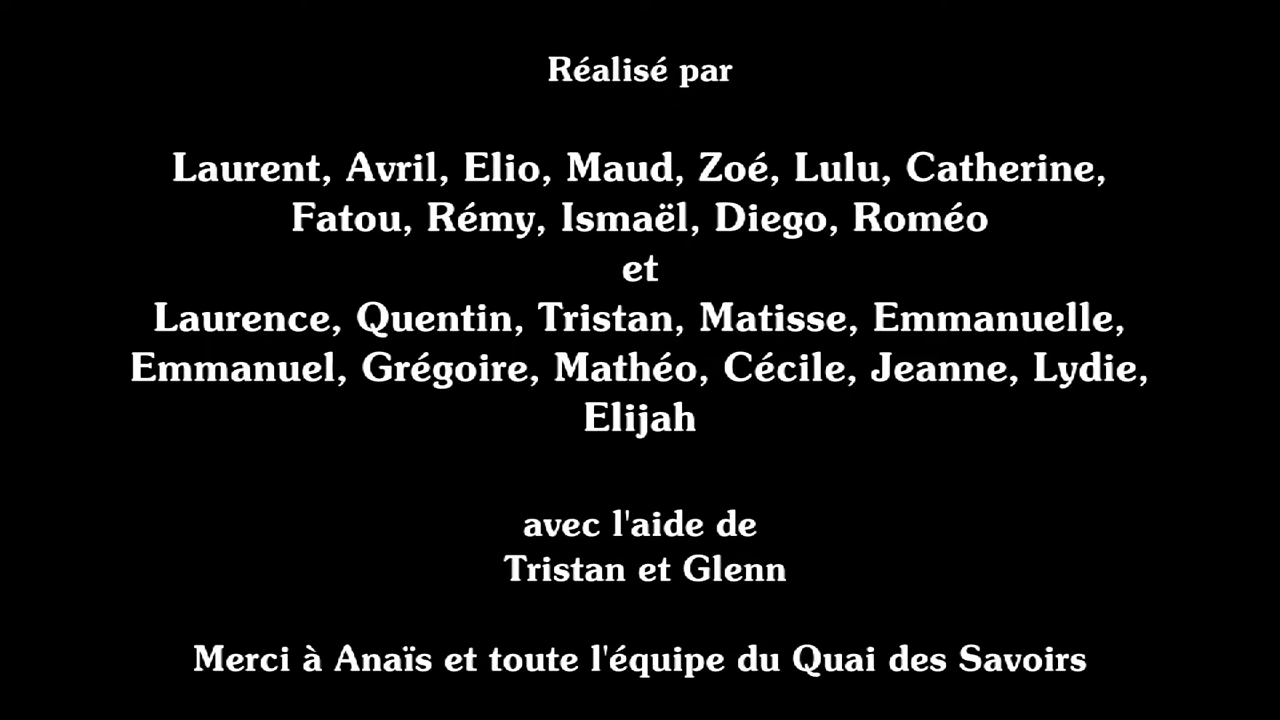 Réalisé par
Laurent, Avril, Elio, Maud, Zoé, Lulu, Catherine,
Fatou, Rémy, Ismaël, Diego, Roméo
et
Laurence, Quentin, Tristan, Matisse, Emmanuelle,
Emmanuel, Grégoire, Mathéo, Cécile, Jeanne, Lydie,
Elijah
avec l'aide de
Tristan et Glenn
Merci à Anaïs et toute l'équipe du Quai des Savoirs